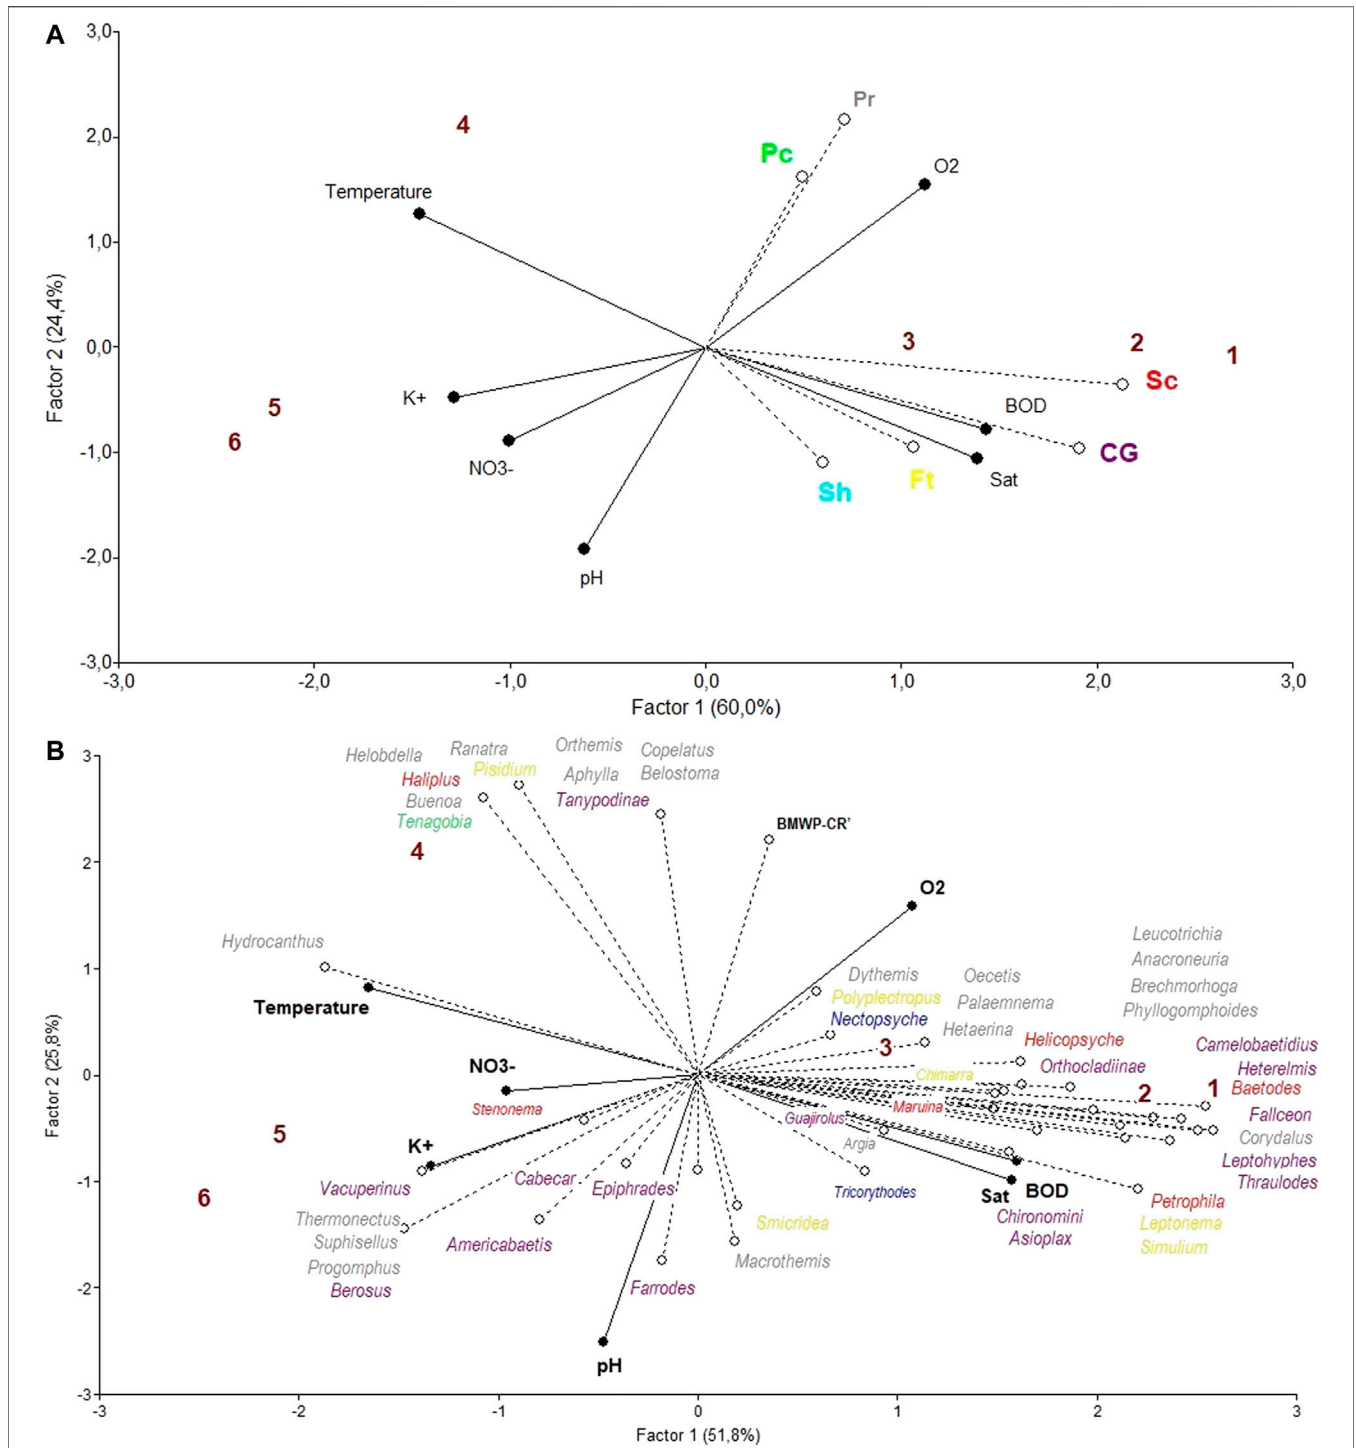 A
3,0
Pr
4
2,0
Pc
O2
Temperature
1,0
Factor 2 (24,4%)
0,0
3
2
1
Sc
K+
BOD
5
6
-1,0
CG
NO3-
Sh
Ft
Sat
-2,0
pH
-3,0
-3,0
-2,0
-1,0
0,0
1,0
2,0
3,0
Factor 1 (60,0%)
B
3
Helobdella
Ranatra
Orthemis
Copelatus
Haliplus
Pisidium
Aphylla
Belostoma
Buenoa
Tanypodinae
Tenagobia
BMWP-CR'
4
2
O2
Hydrocanthus
Leucotrichia
Anacroneuria
Brechmorhoga
Phyllogomphoides
1
Dythemis
Oecetis
Polyplectropus
Palaemnema
Nectopsyche
Hetaerina
Temperature
3
Helicopsyche
Camelobaetidius
Orthocladiinae
Heterelmis
Factor 2 (25,8%)
0
NO3-
Chimarra
2
1
Baetodes
Stenonema
Guajirolus
Maruina
Fallceon
5
K+
Argia
Corydalus
-1
Vacuperinus
Cabecar
Epiphrades
Tricorythodes
Leptohyphes
Thraulodes
6
Sat
BOD
Petrophila
Thermonectus
Smicridea
Chironomini
Leptonema
Suphisellus
Americabaetis
Macrothemis
Asioplax
Simulium
Progomphus
Berosus
Farrodes
-2
pH
-3
-3
-2
-1
0
1
2
3
Factor 1 (51,8%)